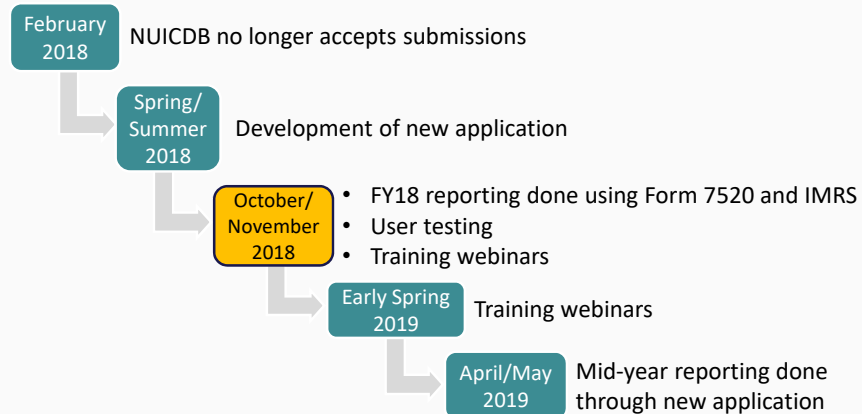 February
2018
NUICDB no longer accepts submissions
Spring/
Summer
2018
Development of new application
October/
November
2018
• FY18 reporting done using Form 7520 and IMRS
• User testing
• Training webinars
Early Spring
2019
Training webinars
April/May
2019
Mid-year reporting done
through new application